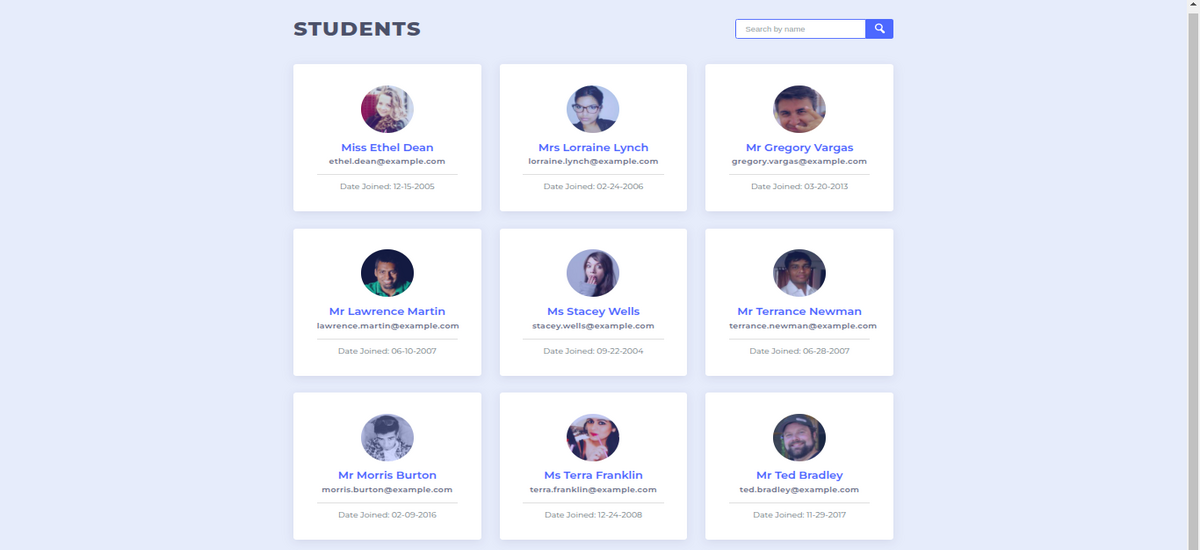 STUDENTS
Search by name
Miss Ethel Dean
ethel.dean@example.com
Date Joined: 12-15-2005
Mrs Lorraine Lynch
lorraine.lynch@example.com
Date Joined: 02-24-2006
Mr Gregory Vargas
gregory.vargas@example.com
Date Joined: 03-20-2013
Mr Lawrence Martin
lawrence.martin@example.com
Date Joined: 06-10-2007
Ms Stacey Wells
stacey.wells@example.com
Date Joined: 09-22-2004
Mr Terrance Newman
terrance.newman@example.com
Date Joined: 06-28-2007
Mr Morris Burton
morris.burton@example.com
Date Joined: 02-09-2016
Ms Terra Franklin
terra.franklin@example.com
Date Joined: 12-24-2008
Mr Ted Bradley
ted.bradley@example.com
Date Joined: 11-29-2017